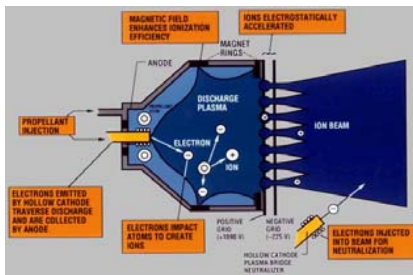 MAGNETIC FIELD
ENHANCES IONIZATION
EFFICIENCY
IONS ELECTROSTATICALLY
ACCELERATED
MAGNET
RINGS
ANODE
DISCHARGE
PLASMA
PROPELLANT
INJECTION
ELECTRON
ION
ION BEAM
ELECTRONS EMITTED
BY HOLLOW CATHODE
TRAVERSE DISCHARGE
AND ARE COLLECTED
BY ANODE
ELECTRONS IMPACT
ATOMS TO CREATE
IONS
POSITIVE
GRID
NEGATIVE
GRID
(-225 V)
HOLLOW CATHODE
PLASMA BRIDGE
NEUTRALIZER
ELECTRONS INJECTED
INTO BEAM FOR
NEUTRALIZATION